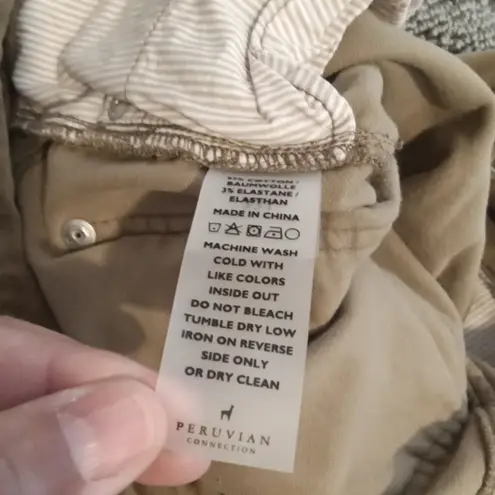 COTTON /
BAUMWOLLE
3% ELASTANE /
ELASTHAN
MADE IN CHINA
MACHINE WASH
COLD WITH
LIKE COLORS
INSIDE OUT
DO NOT BLEACH
TUMBLE DRY LOW
IRON ON REVERSE
SIDE ONLY
OR DRY CLEAN
PERUVIAN
CONNECTION